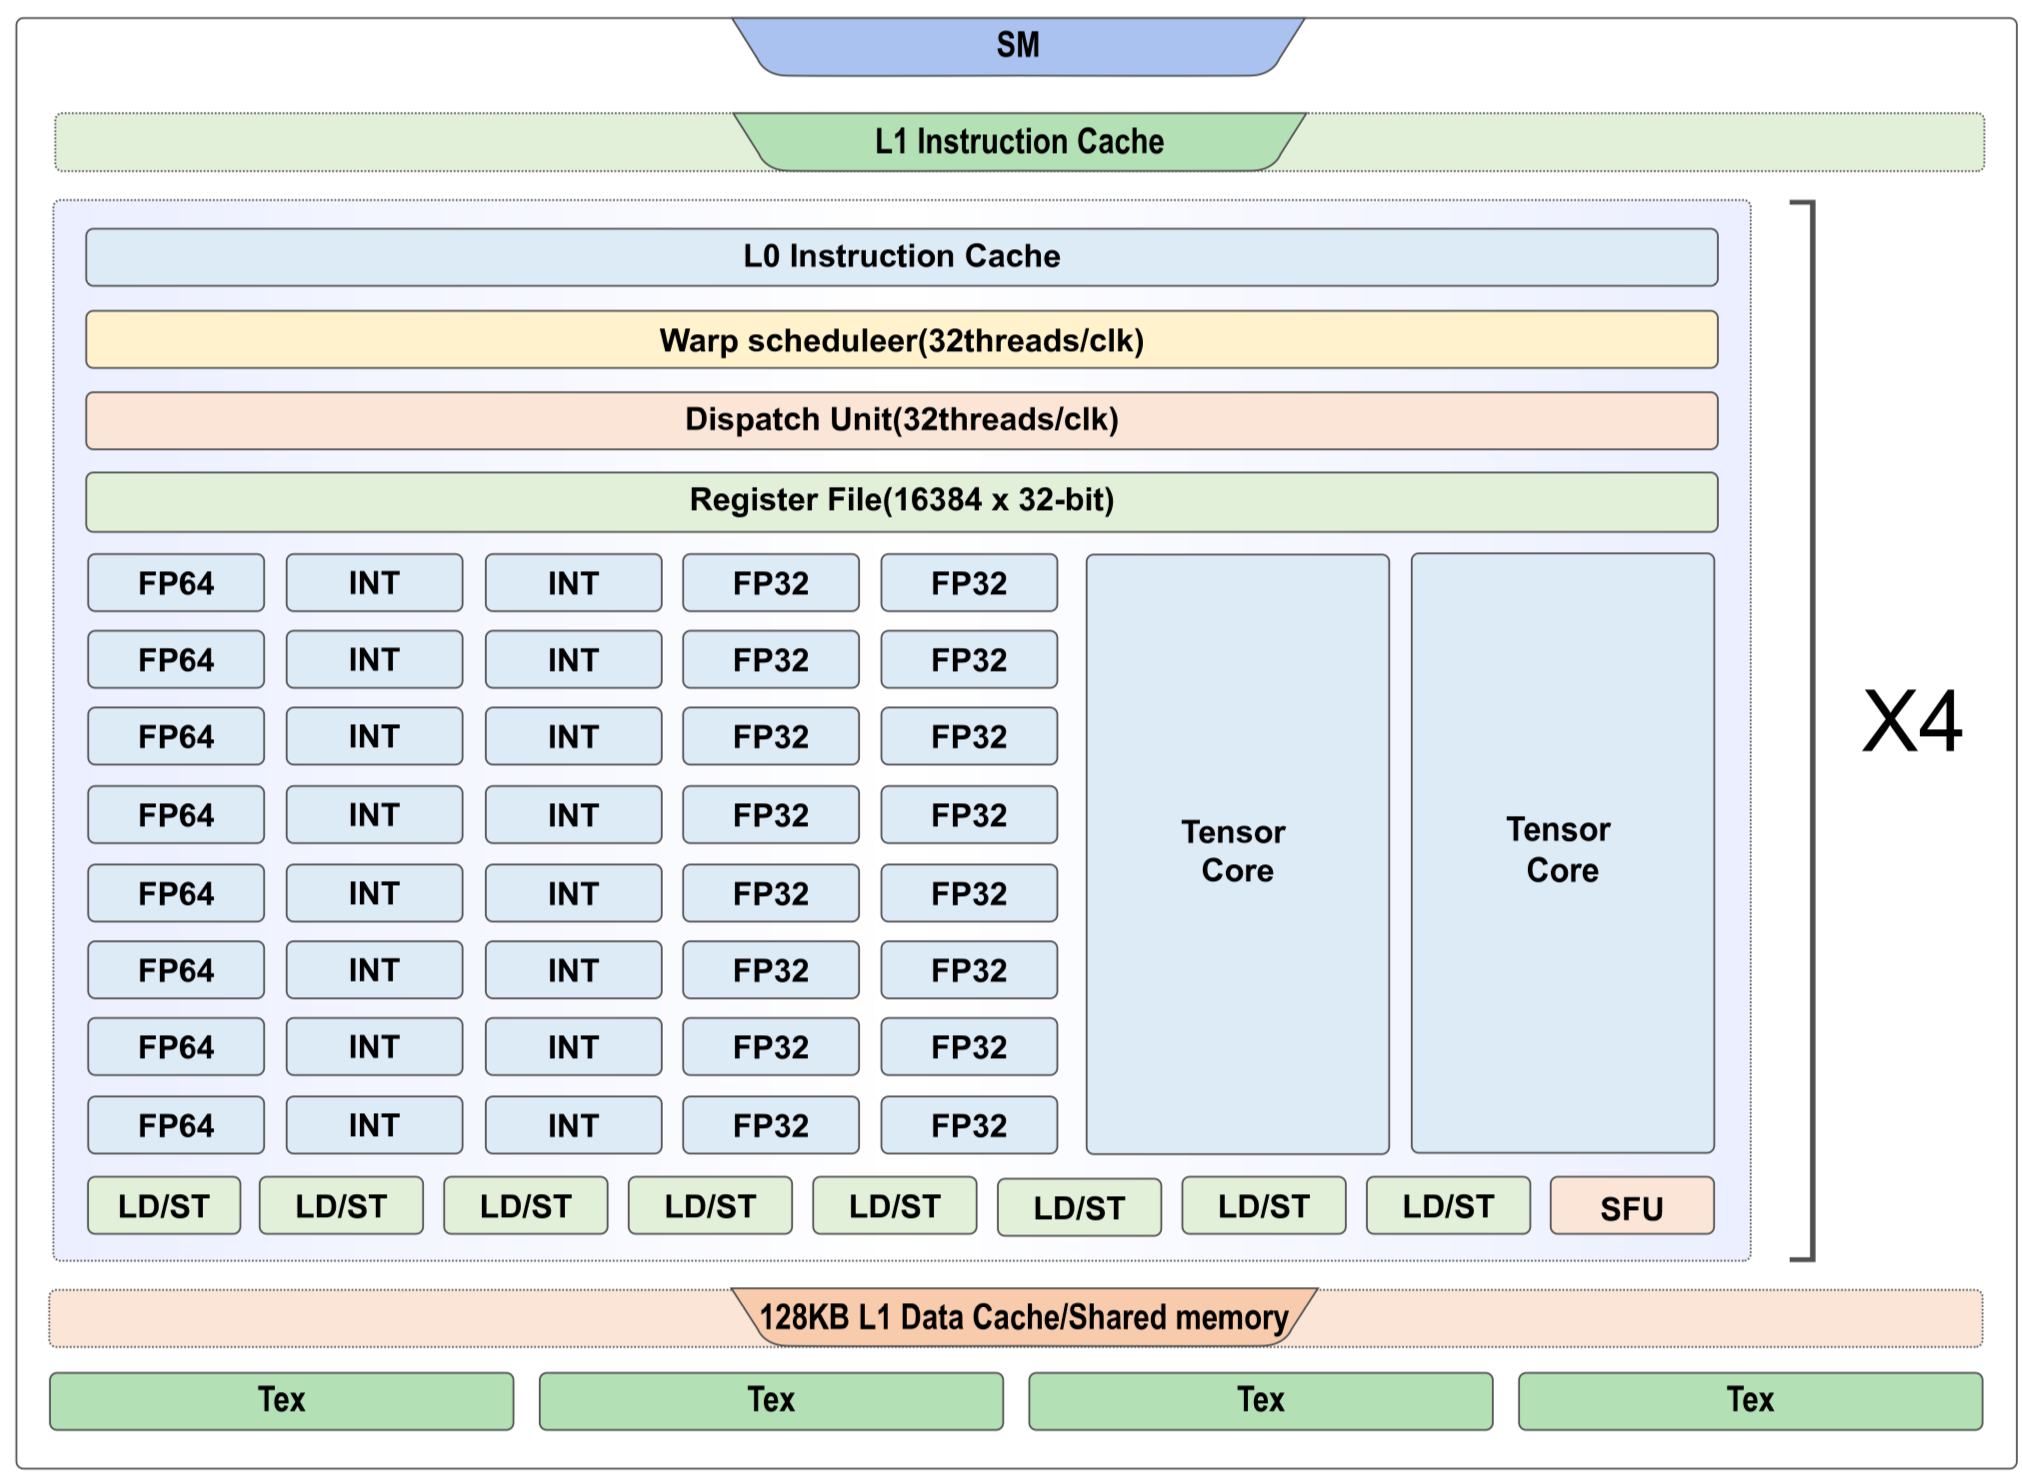 SM
L1 Instruction Cache
L0 Instruction Cache
Warp scheduleer(32threads/clk)
Dispatch Unit(32threads/clk)
Register File(16384 x 32-bit)
FP64 INT INT FP32 FP32
FP64 INT INT FP32 FP32
FP64 INT INT FP32 FP32
FP64 INT INT FP32 FP32
FP64 INT INT FP32 FP32
FP64 INT INT FP32 FP32
FP64 INT INT FP32 FP32
FP64 INT INT FP32 FP32
Tensor
Core
Tensor
Core
LD/ST LD/ST LD/ST LD/ST LD/ST LD/ST LD/ST LD/ST SFU
X4
128KB L1 Data Cache/Shared memory
Tex Tex Tex Tex